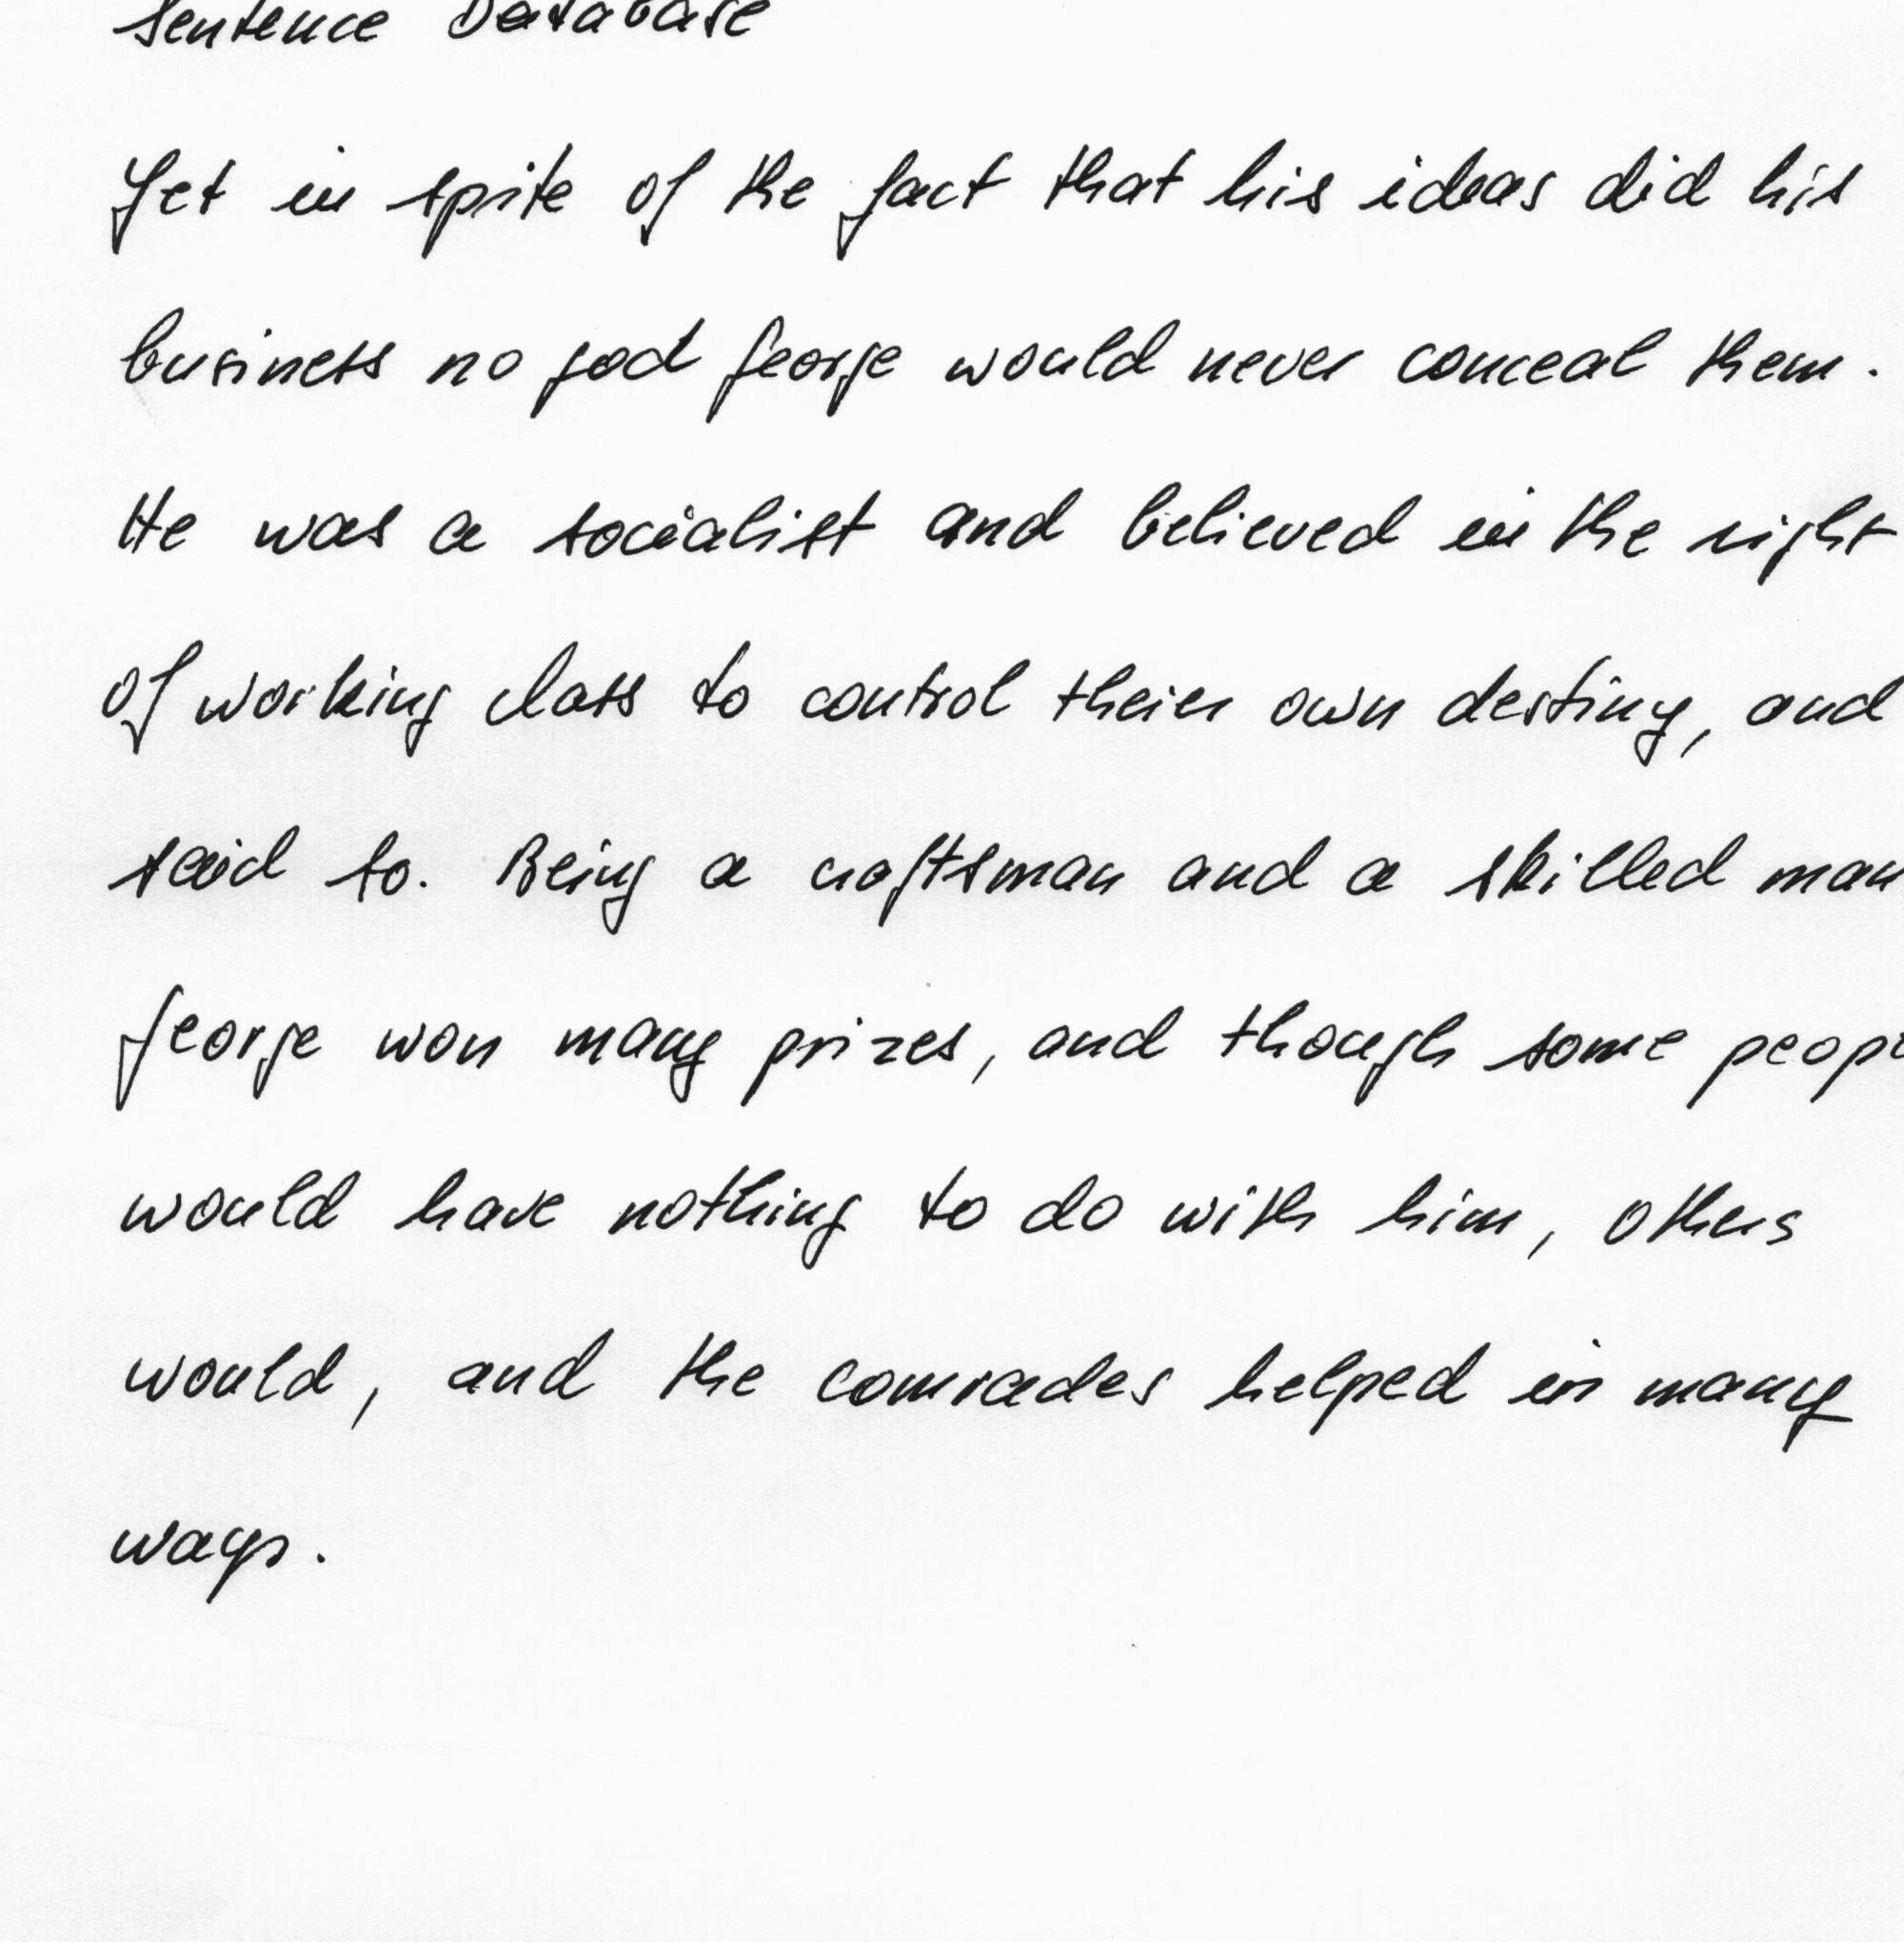 Sentence Database
Yet in spite of the fact that his ideas did his
business no god George would never conceal them.
He was a socialist and believed in the right
of working class to control theier own destiny, and
said so. Being a craftsman and a skilled man
George won many prizes, and though some peop
would have nothing to do with him, others
would, and the comrades helped in many
ways.